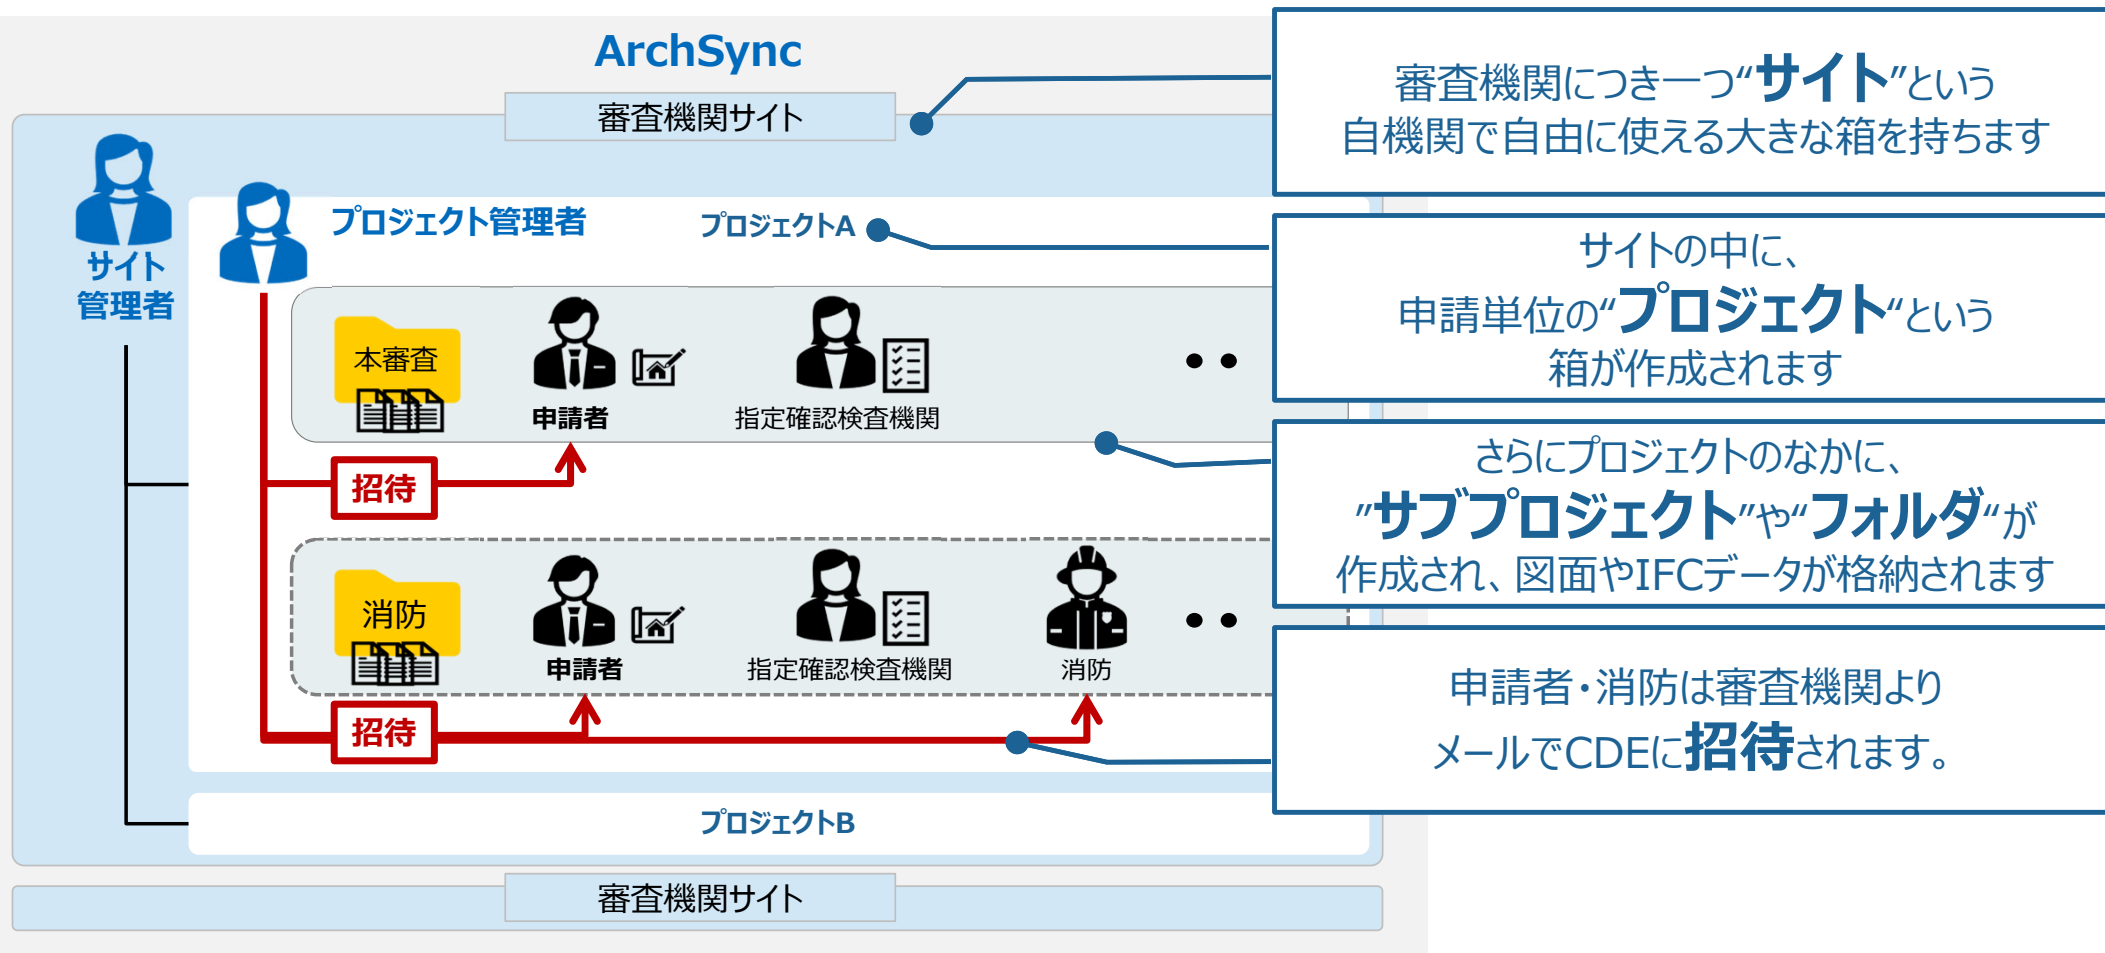 ArchSync
審査機関サイト
サイト
管理者
プロジェクト管理者
プロジェクトA
本審査
申請者
指定確認検査機関
招待
消防
申請者
指定確認検査機関
消防
招待
プロジェクトB
審査機関サイト
審査機関につき一つ“サイト”という
自機関で自由に使える大きな箱を持ちます
サイトの中に、
申請単位の“プロジェクト“という
箱が作成されます
さらにプロジェクトのなかに、
”サブプロジェクト”や“フォルダ“が
作成され、図面やIFCデータが格納されます
申請者・消防は審査機関より
メールでCDEに招待されます。